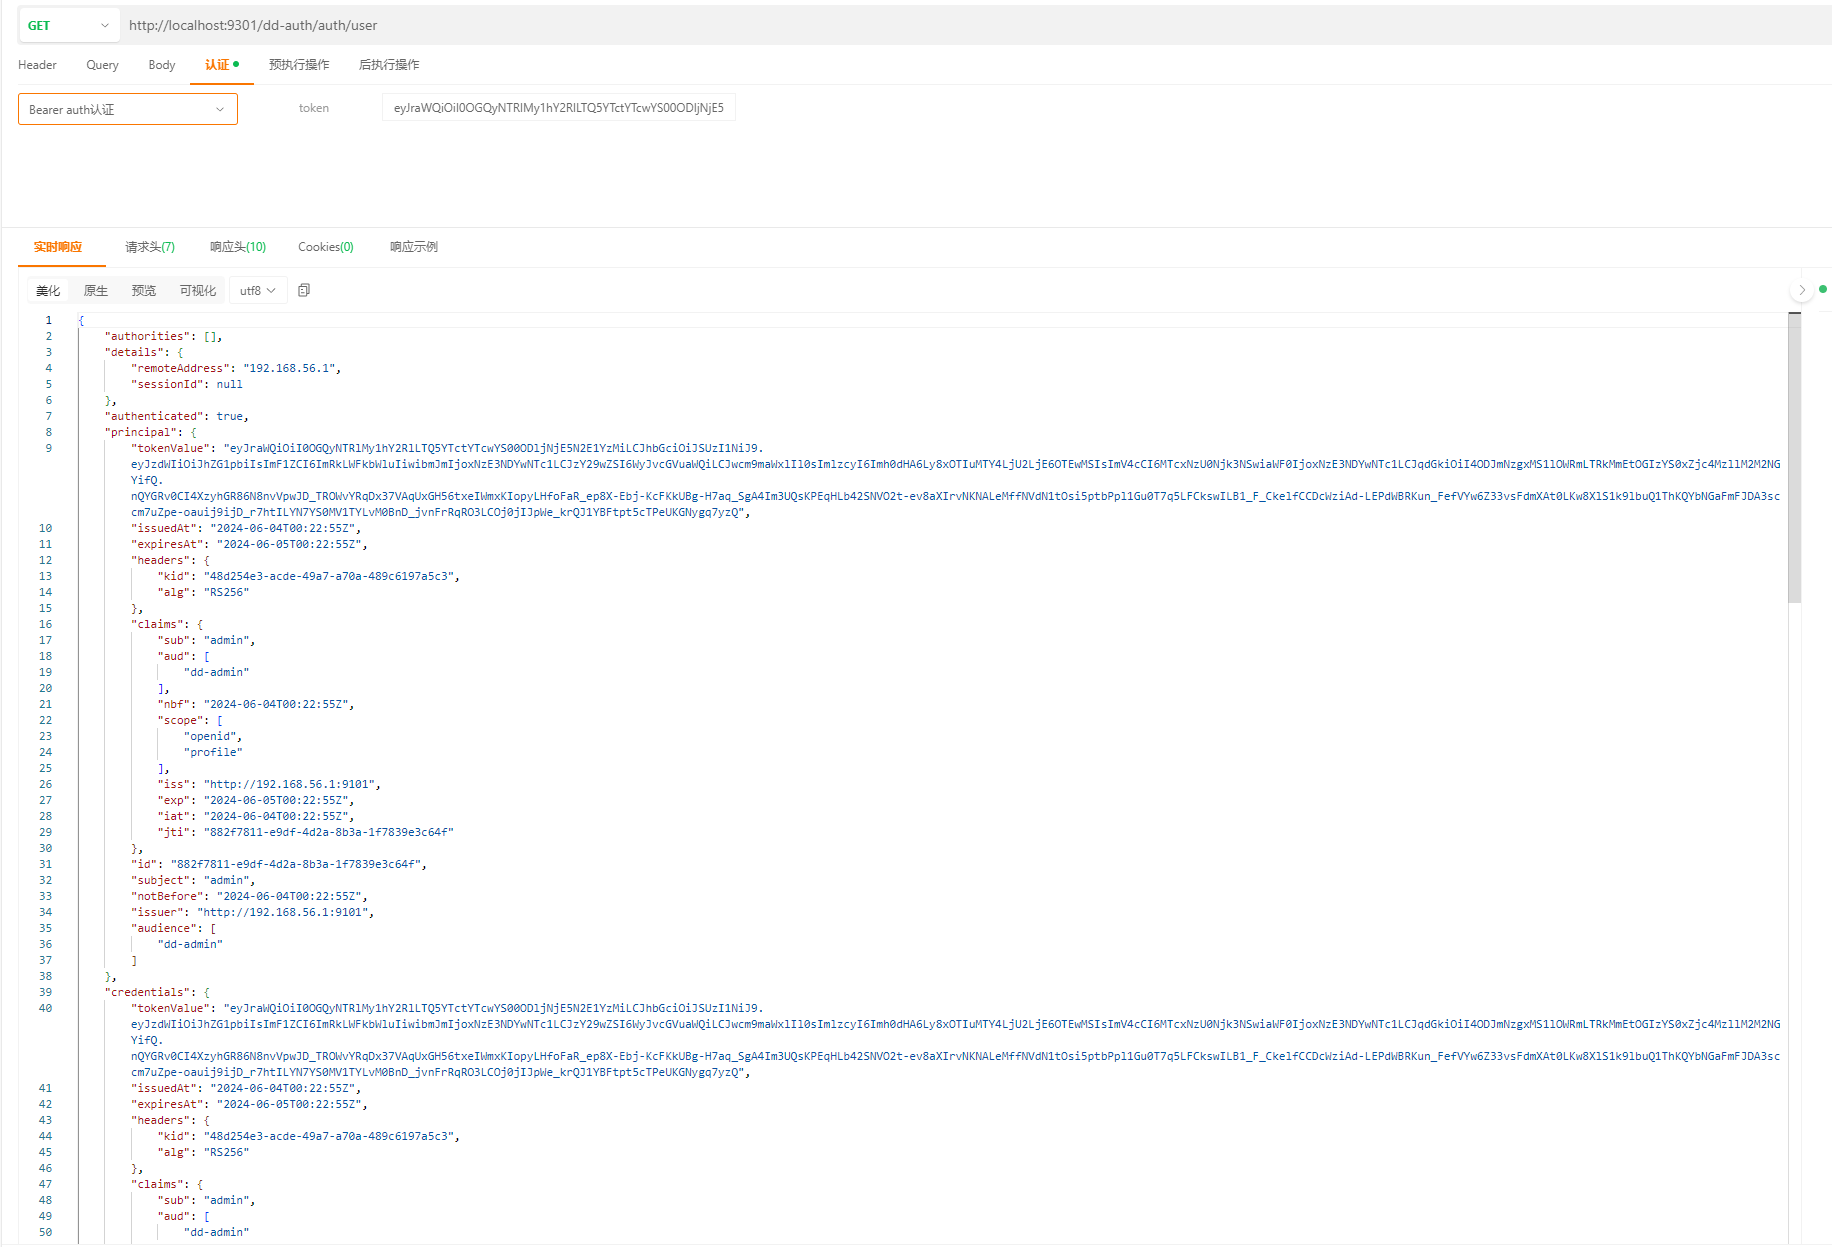 GET http://localhost:9301/dd-auth/auth/user
Header Query Body 认证 预执行操作 后执行操作
Bearer auth认证 token eyJraWQiOiI0OGQyNTRlMy1hY2RlLTQ5YTctYTcwYS00ODljNjE5
实时响应 请求头(7) 响应头(10) Cookies(0) 响应示例
美化 原生 预览 可视化 utf8
1 {
2 "authorities": [],
3 "details": {
4 "remoteAddress": "192.168.56.1",
5 "sessionId": null
6 },
7 "authenticated": true,
8 "principal": {
9 "tokenValue": "eyJraWQiOiI0OGQyNTRlMy1hY2RlLTQ5YTctYTcwYS00ODljNjE5N2E1YzMiLCJhbGciOiJSUzI1NiJ9.
eyJzdWIiOiJhZG1pbiIsImF1ZCI6ImRkLWFkbWluIiwibmJmIjoxNzE3NDYwNTc1LCJzY29wZSI6WyJvcGVuaWQiLCJwcm9maWxlIl0sImlzcyI6Imh0dHA6Ly8xOTIuMTY4LjU2LjE6OTEwMSIsImV4cCI6MTcxNzU0Njk3NSwiaWF0IjoxNzE3NDYwNTc1LCJqdGkiOiI4ODJmNzgxMS1lOWRmLTRkMmEtOGIzYS0xZjc4MzllM2M2NG
YifQ.
nQYGRv0CI4XzyhGR86N8nvVpwJD_TROWvYRqDx37VAqUxGH56txeIWmxKIopyLHfoFaR_ep8X-Ebj-KcFKkUBg-H7aq_SgA4Im3UQsKPEqHLb42SNVO2t-ev8aXIrvNKNALeMffNVdN1tOsi5ptbPpl1Gu0T7q5LFCkswILB1_F_CkelfCCDcWziAd-LEPdWBRKun_FefVYw6Z33vsFdmXAt0LKw8XlS1k9lbuQ1ThKQYbNGaFmFJDA3sc
cm7uZpe-oauij9ijD_r7htILYN7YS0MV1TYLvM0BnD_jvnFrRqRO3LCOj0jIJpWe_krQJ1YBFtpt5cTPeUKGNygq7yzQ",
10 "issuedAt": "2024-06-04T00:22:55Z",
11 "expiresAt": "2024-06-05T00:22:55Z",
12 "headers": {
13 "kid": "48d254e3-acde-49a7-a70a-489c6197a5c3",
14 "alg": "RS256"
15 },
16 "claims": {
17 "sub": "admin",
18 "aud": [
19 "dd-admin"
20 ],
21 "nbf": "2024-06-04T00:22:55Z",
22 "scope": [
23 "openid",
24 "profile"
25 ],
26 "iss": "http://192.168.56.1:9101",
27 "exp": "2024-06-05T00:22:55Z",
28 "iat": "2024-06-04T00:22:55Z",
29 "jti": "882f7811-e9df-4d2a-8b3a-1f7839e3c64f"
30 },
31 "id": "882f7811-e9df-4d2a-8b3a-1f7839e3c64f",
32 "subject": "admin",
33 "notBefore": "2024-06-04T00:22:55Z",
34 "issuer": "http://192.168.56.1:9101",
35 "audience": [
36 "dd-admin"
37 ]
38 },
39 "credentials": {
40 "tokenValue": "eyJraWQiOiI0OGQyNTRlMy1hY2RlLTQ5YTctYTcwYS00ODljNjE5N2E1YzMiLCJhbGciOiJSUzI1NiJ9.
eyJzdWIiOiJhZG1pbiIsImF1ZCI6ImRkLWFkbWluIiwibmJmIjoxNzE3NDYwNTc1LCJzY29wZSI6WyJvcGVuaWQiLCJwcm9maWxlIl0sImlzcyI6Imh0dHA6Ly8xOTIuMTY4LjU2LjE6OTEwMSIsImV4cCI6MTcxNzU0Njk3NSwiaWF0IjoxNzE3NDYwNTc1LCJqdGkiOiI4ODJmNzgxMS1lOWRmLTRkMmEtOGIzYS0xZjc4MzllM2M2NG
YifQ.
nQYGRv0CI4XzyhGR86N8nvVpwJD_TROWvYRqDx37VAqUxGH56txeIWmxKIopyLHfoFaR_ep8X-Ebj-KcFKkUBg-H7aq_SgA4Im3UQsKPEqHLb42SNVO2t-ev8aXIrvNKNALeMffNVdN1tOsi5ptbPpl1Gu0T7q5LFCkswILB1_F_CkelfCCDcWziAd-LEPdWBRKun_FefVYw6Z33vsFdmXAt0LKw8XlS1k9lbuQ1ThKQYbNGaFmFJDA3sc
cm7uZpe-oauij9ijD_r7htILYN7YS0MV1TYLvM0BnD_jvnFrRqRO3LCOj0jIJpWe_krQJ1YBFtpt5cTPeUKGNygq7yzQ",
41 "issuedAt": "2024-06-04T00:22:55Z",
42 "expiresAt": "2024-06-05T00:22:55Z",
43 "headers": {
44 "kid": "48d254e3-acde-49a7-a70a-489c6197a5c3",
45 "alg": "RS256"
46 },
47 "claims": {
48 "sub": "admin",
49 "aud": [
50 "dd-admin"